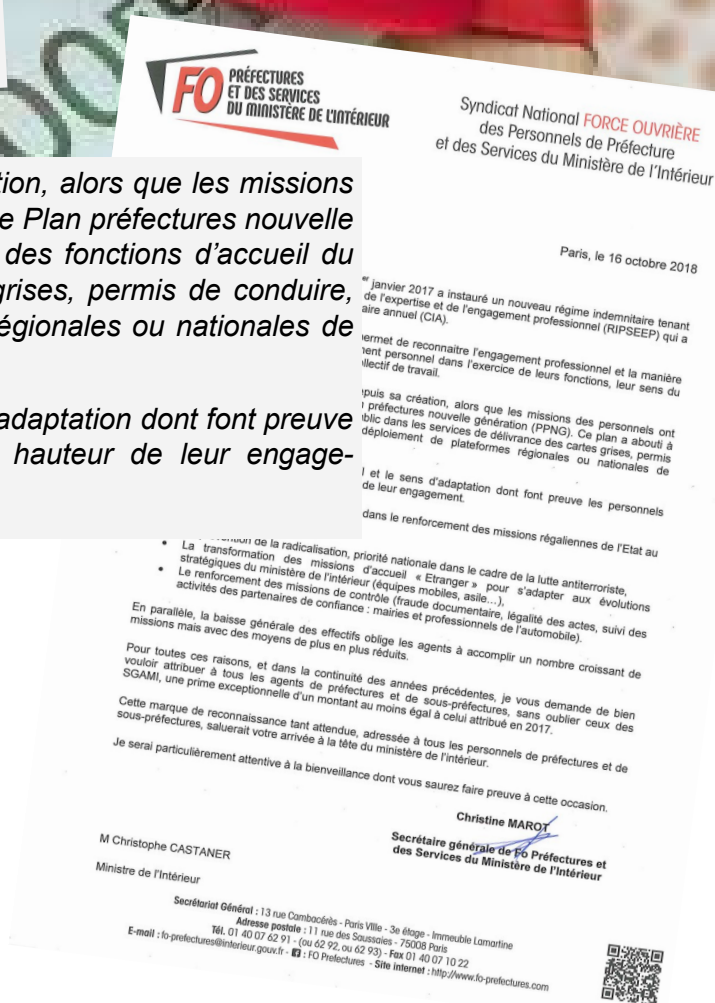 FO PRÉFECTURES
ET DES SERVICES
DU MINISTÈRE DE L'INTÉRIEUR
Syndicat National FORCE OUVRIÈRE
des Personnels de Préfecture
et des Services du Ministère de l'Intérieur
tion, alors que les missions
e Plan préfectures nouvelle
des fonctions d'accueil du
grises, permis de conduire,
égionales ou nationales de
adaptation dont font preuve
hauteur de leur engage-
Paris, le 16 octobre 2018
er janvier 2017 a instauré un nouveau régime indemnitaire tenant
de l'expertise et de l'engagement professionnel (RIPSEEP) qui a
aire annuel (CIA).
ermet de reconnaitre l'engagement professionnel et la manière
ent personnel dans l'exercice de leurs fonctions, leur sens du
llectif de travail.
puis sa création, alors que les missions des personnels ont
préfectures nouvelle génération (PPNG). Ce plan a abouti à
blic dans les services de délivrance des cartes grises, permis
déploiement de plateformes régionales ou nationales de
l et le sens d'adaptation dont font preuve les personnels
de leur engagement.
dans le renforcement des missions régaliennes de l'Etat au
de la radicalisation, priorité nationale dans le cadre de la lutte antiterroriste,
• La transformation des missions d'accueil « Etranger » pour s'adapter aux évolutions
stratégiques du ministère de l'intérieur (équipes mobiles, asile…),
• Le renforcement des missions de contrôle (fraude documentaire, légalité des actes, suivi des
activités des partenaires de confiance : mairies et professionnels de l'automobile).
En parallèle, la baisse générale des effectifs oblige les agents à accomplir un nombre croissant de
missions mais avec des moyens de plus en plus réduits.
Pour toutes ces raisons, et dans la continuité des années précédentes, je vous demande de bien
vouloir attribuer à tous les agents de préfectures et de sous-préfectures, sans oublier ceux des
SGAMI, une prime exceptionnelle d'un montant au moins égal à celui attribué en 2017.
Cette marque de reconnaissance tant attendue, adressée à tous les personnels de préfectures et de
sous-préfectures, saluerait votre arrivée à la tête du ministère de l'intérieur.
Je serai particulièrement attentive à la bienveillance dont vous saurez faire preuve à cette occasion.
Christine MAROT
Secrétaire générale de Fo Préfectures et
des Services du Ministère de l'Intérieur
M Christophe CASTANER
Ministre de l'Intérieur
Secrétariat Général : 13 rue Cambacérès - Paris VIIIe - 3e étage - Immeuble Lamartine
Adresse postale : 11 rue des Saussaies - 75008 Paris
Tél. 01 40 07 62 91 - (ou 62 92, ou 62 93) - Fax 01 40 07 10 22
E-mail : fo-prefectures@interieur.gouv.fr - : FO Prefectures - Site internet : http://www.fo-prefectures.com